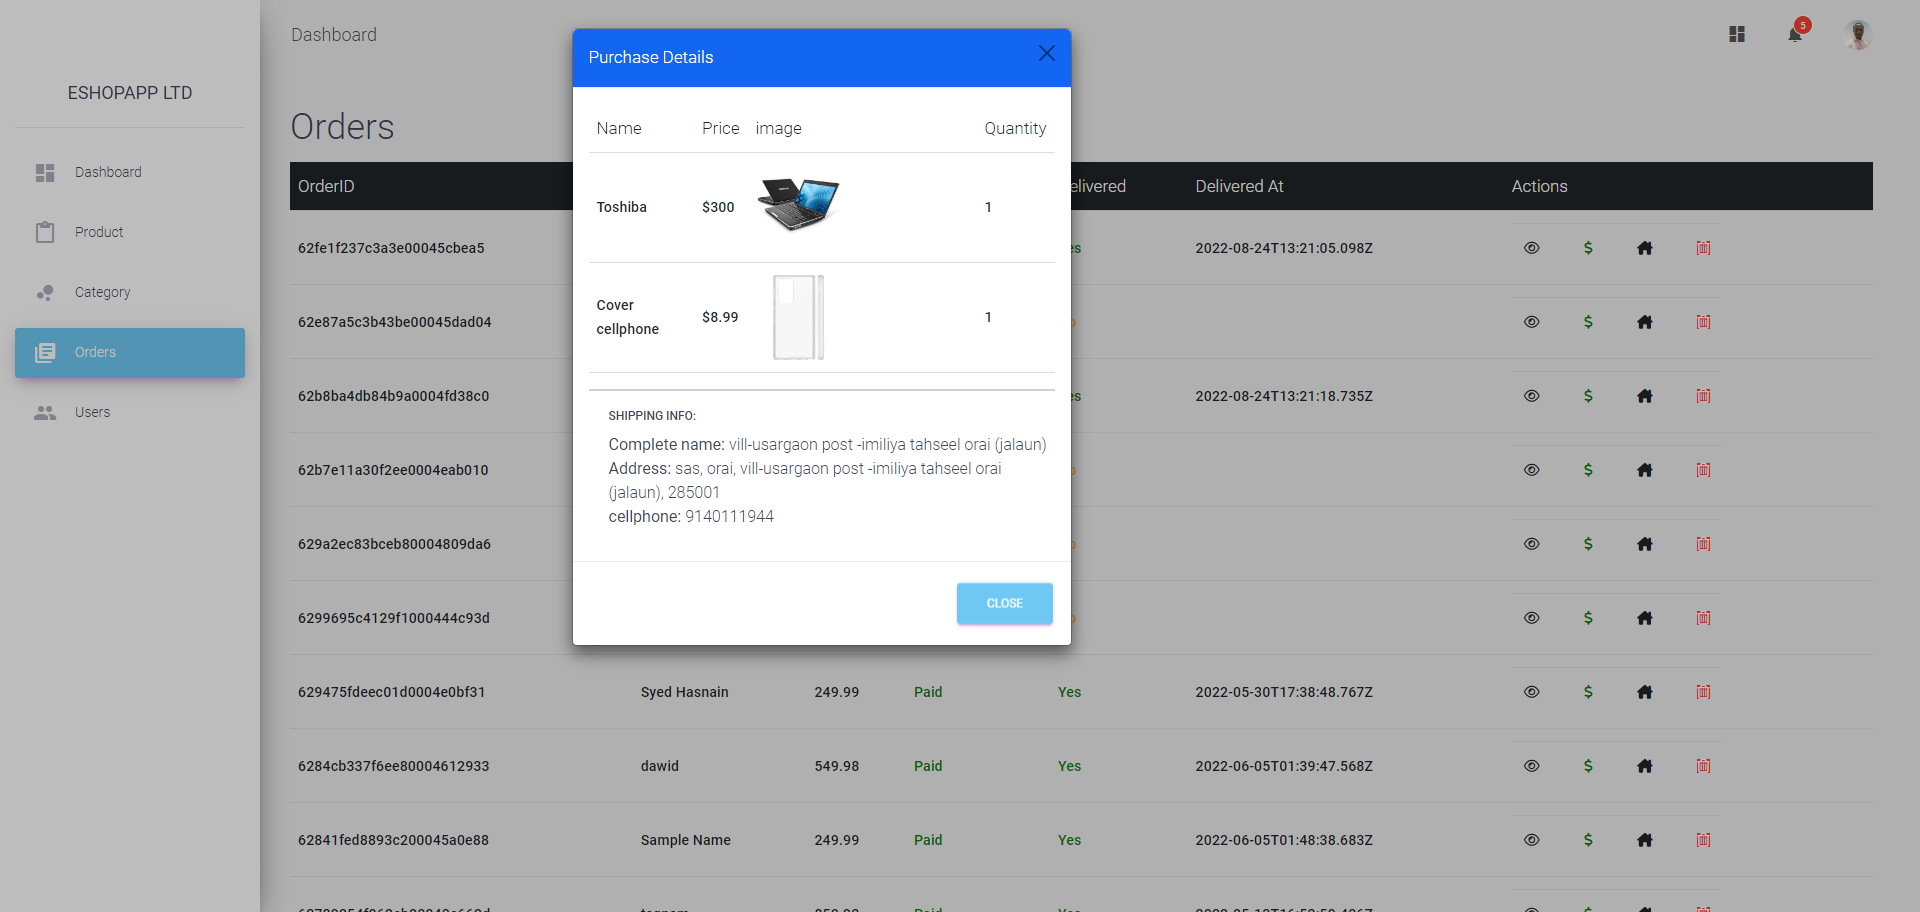 Dashboard
5
ESHOPAPP LTD
Dashboard
Product
Category
Orders
Users
Orders
OrderID
Delivered At
Actions
62fe1f237c3a3e00045cbea5
2022-08-24T13:21:05.098Z
62e87a5c3b43be00045dad04
62b8ba4db84b9a0004fd38c0
2022-08-24T13:21:18.735Z
62b7e11a30f2ee0004eab010
629a2ec83bceb80004809da6
6299695c4129f1000444c93d
629475fdeec01d0004e0bf31 Syed Hasnain 249.99 Paid Yes 2022-05-30T17:38:48.767Z
6284cb337f6ee80004612933 dawid 549.98 Paid Yes 2022-06-05T01:39:47.568Z
62841fed8893c200045a0e88 Sample Name 249.99 Paid Yes 2022-06-05T01:48:38.683Z
Purchase Details
Name Price image Quantity
Toshiba $300 1
Cover
cellphone $8.99 1
SHIPPING INFO:
Complete name: vill-usargaon post -imiliya tahseel orai (jalaun)
Address: sas, orai, vill-usargaon post -imiliya tahseel orai
(jalaun), 285001
cellphone: 9140111944
CLOSE